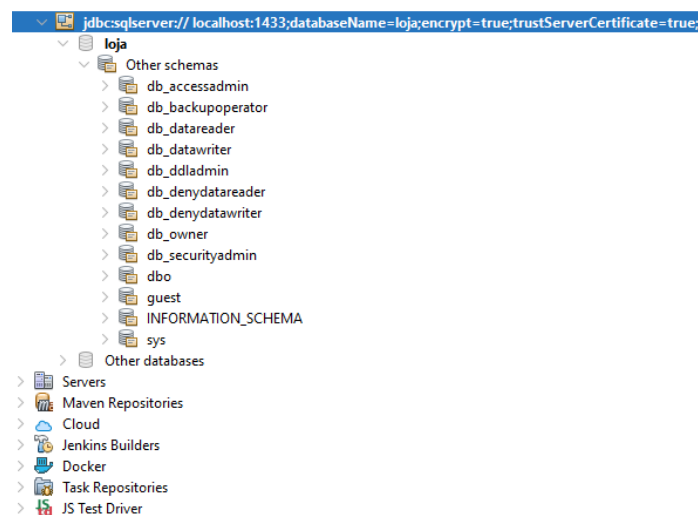 jdbc:sqlserver:// localhost:1433;databaseName=loja;encrypt=true;trustServerCertificate=true;
loja
Other schemas
db_accessadmin
db_backupoperator
db_datareader
db_datawriter
db_ddladmin
db_denydatareader
db_denydatawriter
db_owner
db_securityadmin
dbo
guest
INFORMATION_SCHEMA
sys
Other databases
Servers
Maven Repositories
Cloud
Jenkins Builders
Docker
Task Repositories
JS Test Driver